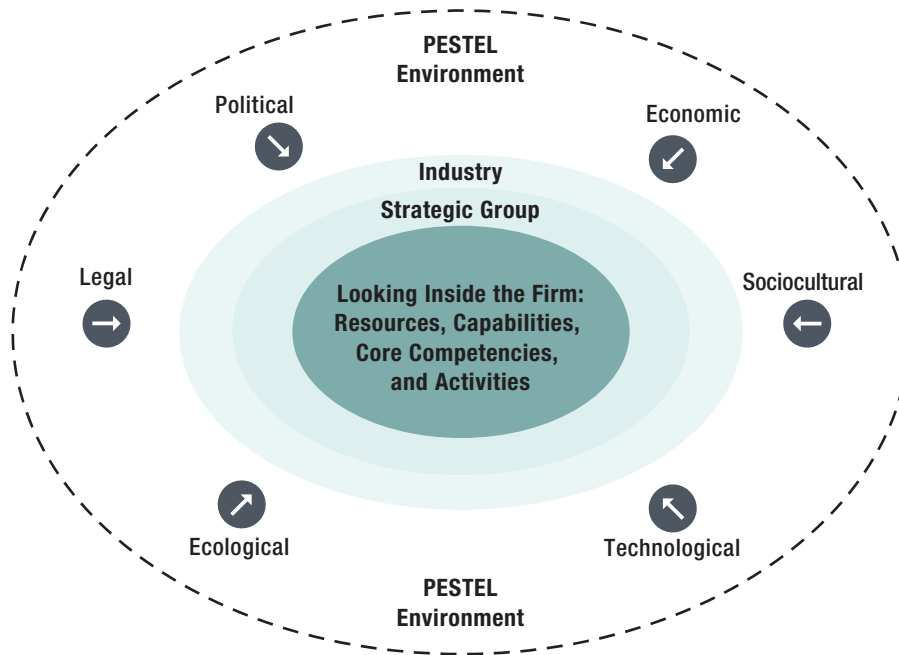 PESTEL
Environment
Political
Economic
Industry
Strategic Group
Legal
Sociocultural
Looking Inside the Firm:
Resources, Capabilities,
Core Competencies,
and Activities
Ecological
Technological
PESTEL
Environment